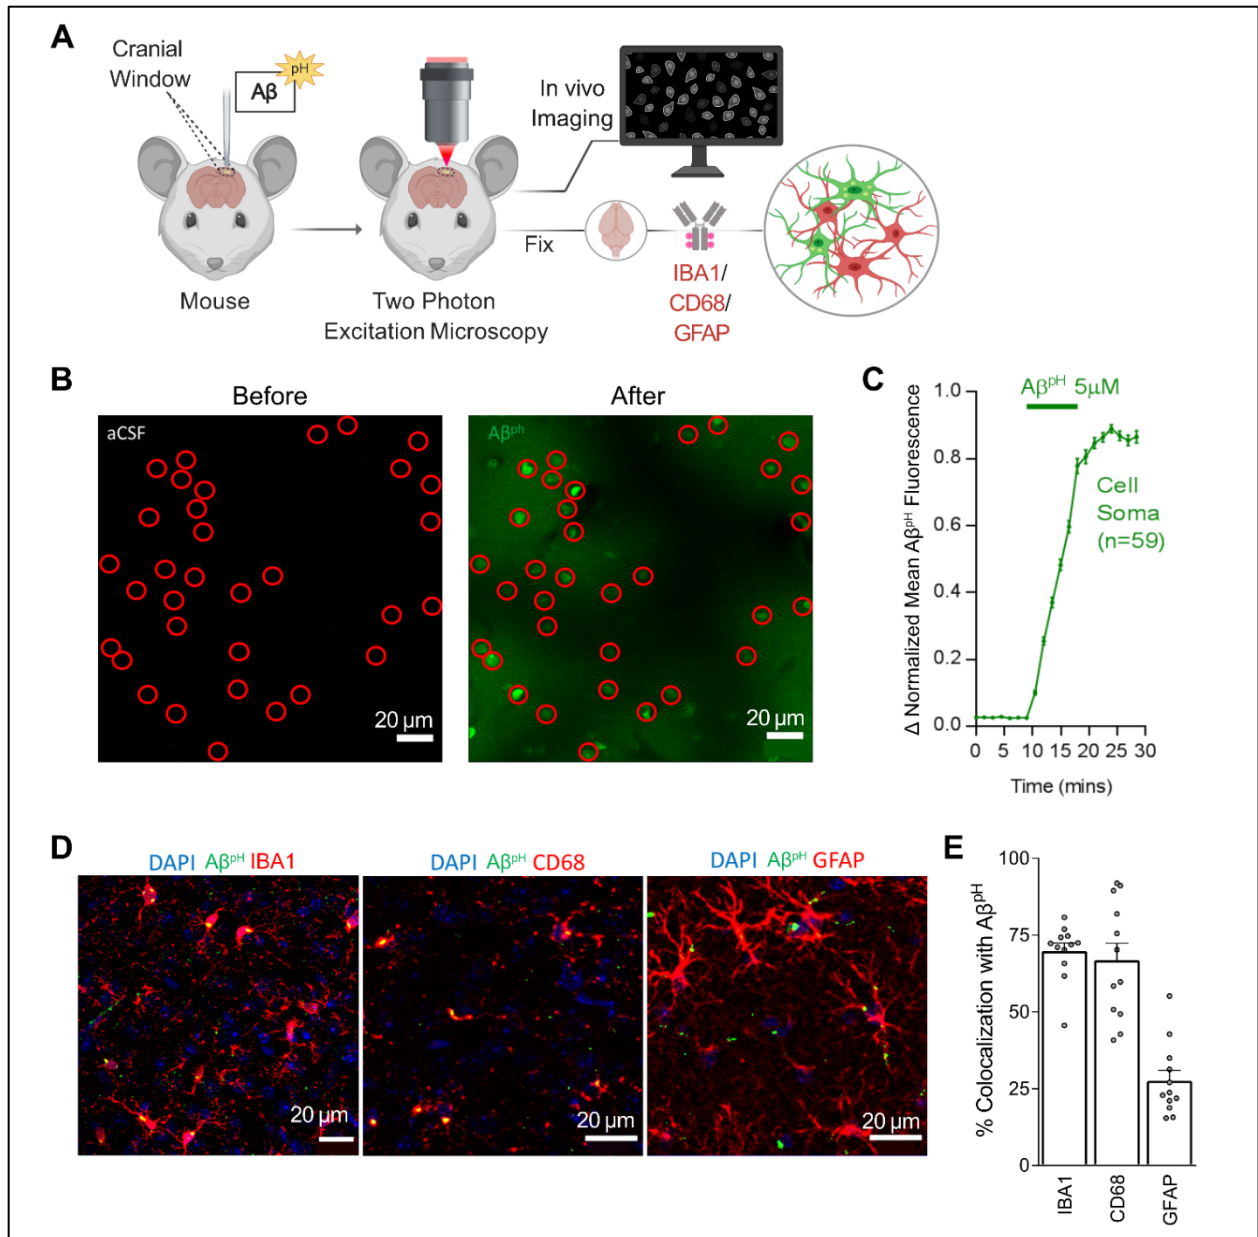 A
Cranial
Window
pH
Aβ
Mouse
Two Photon
Excitation Microscopy
In vivo
Imaging
Fix
IBA1/
CD68/
GFAP
B
Before
After
aCSF
Aβᵖʰ
20 µm
20 µm
C
Δ Normalized Mean Aβᵖᴴ Fluorescence
1.0
0.8
0.6
0.4
0.2
0.0
Aβᵖᴴ 5µM
Cell
Soma
(n=59)
0 5 10 15 20 25 30
Time (mins)
D
DAPI Aβᵖᴴ IBA1
DAPI Aβᵖᴴ CD68
DAPI Aβᵖᴴ GFAP
20 µm
20 µm
20 µm
E
% Colocalization with Aβᵖᴴ
100
75
50
25
0
IBA1
CD68
GFAP